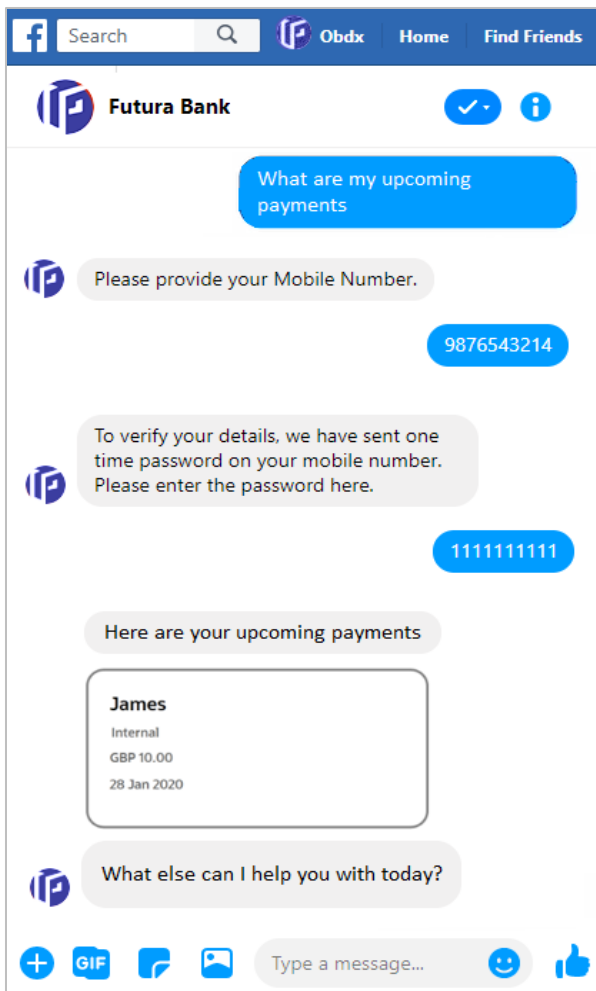 f Search Obdx Home Find Friends
Futura Bank
What are my upcoming
payments
Please provide your Mobile Number.
9876543214
To verify your details, we have sent one
time password on your mobile number.
Please enter the password here.
1111111111
Here are your upcoming payments
James
Internal
GBP 10.00
28 Jan 2020
What else can I help you with today?
GIF Type a message...